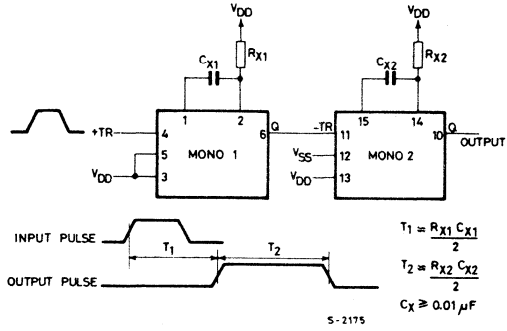 VDD VDD
CX1 RX1 CX2 RX2
1 2 15 14
+TR 4 6 Q -TR 11 10 Q
OUTPUT
5 MONO 1 VSS 12 MONO 2
VDD 3 VDD 13
INPUT PULSE
T1 T2
OUTPUT PULSE
T1 = RX1 CX1
2
T2 = RX2 CX2
2
CX ≥ 0.01 µF
S-2175